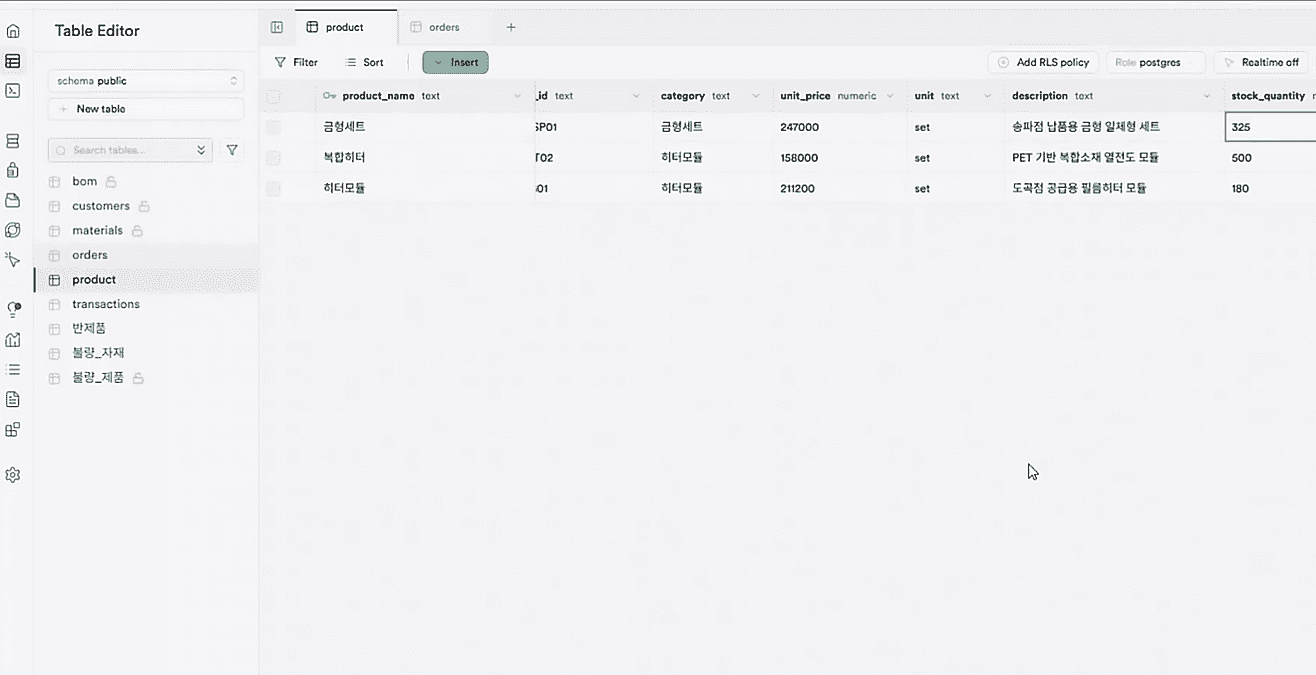 Table Editor
product
orders
schema public
New table
Search tables...
bom
customers
materials
orders
product
transactions
반제품
불량_자재
불량_제품
Filter
Sort
Insert
Add RLS policy
Role postgres
Realtime off
product_name text
_id text
category text
unit_price numeric
unit text
description text
stock_quantity
금형세트 SP01 금형세트 247000 set 송파점 납품용 금형 일체형 세트 325
복합히터 T02 히터모듈 158000 set PET 기반 복합소재 열전도 모듈 500
히터모듈 01 히터모듈 211200 set 도곡점 공급용 필름히터 모듈 180